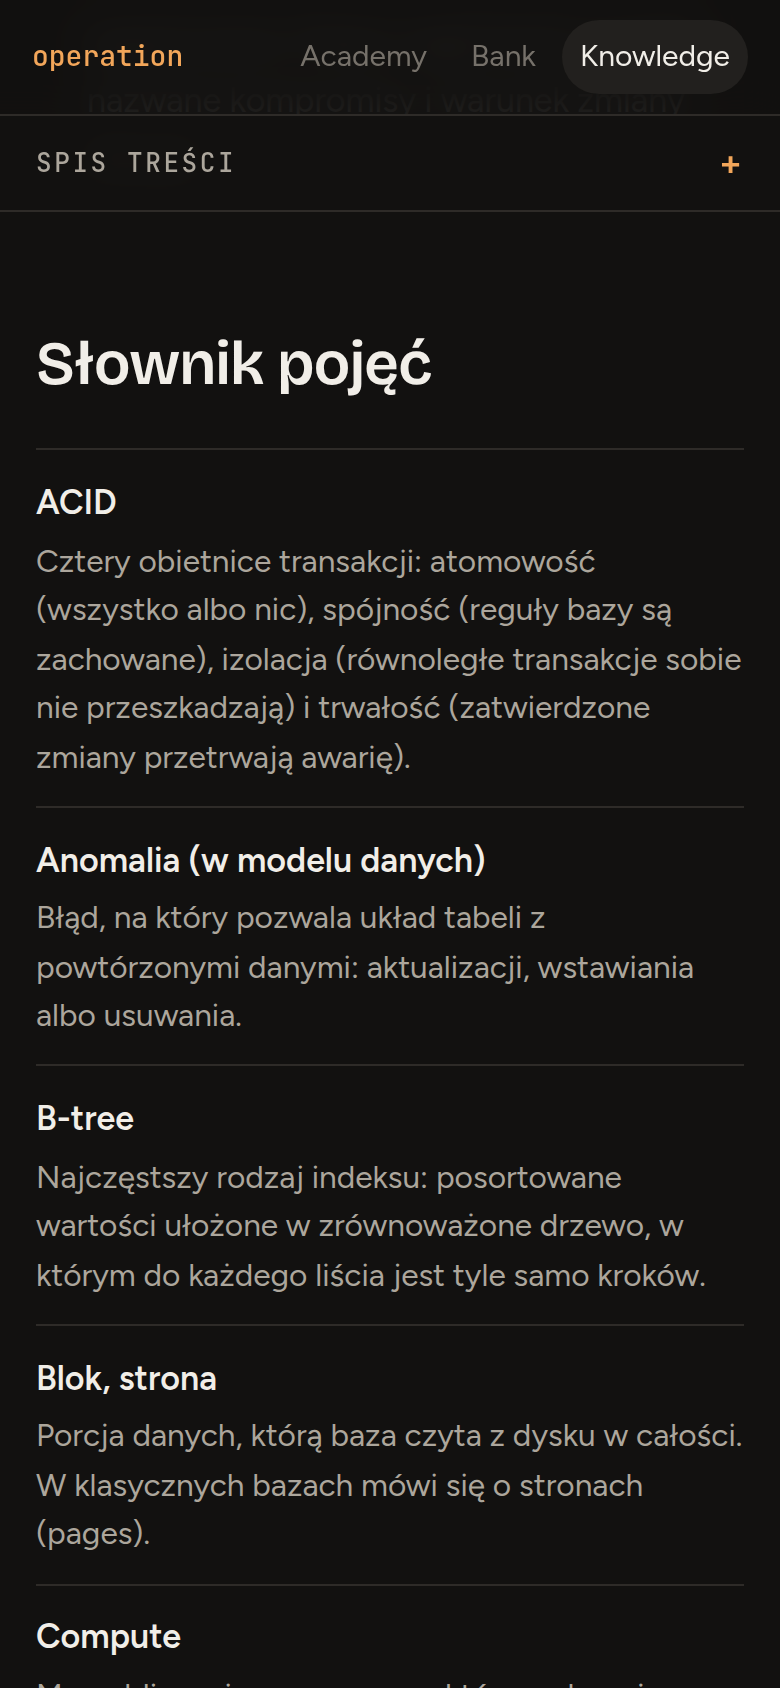 operation Academy Bank Knowledge
nazwane kompromisy i warunek zmiany
SPIS TREŚCI +
Słownik pojęć
ACID
Cztery obietnice transakcji: atomowość
(wszystko albo nic), spójność (reguły bazy są
zachowane), izolacja (równoległe transakcje sobie
nie przeszkadzają) i trwałość (zatwierdzone
zmiany przetrwają awarię).
Anomalia (w modelu danych)
Błąd, na który pozwala układ tabeli z
powtórzonymi danymi: aktualizacji, wstawiania
albo usuwania.
B-tree
Najczęstszy rodzaj indeksu: posortowane
wartości ułożone w zrównoważone drzewo, w
którym do każdego liścia jest tyle samo kroków.
Blok, strona
Porcja danych, którą baza czyta z dysku w całości.
W klasycznych bazach mówi się o stronach
(pages).
Compute